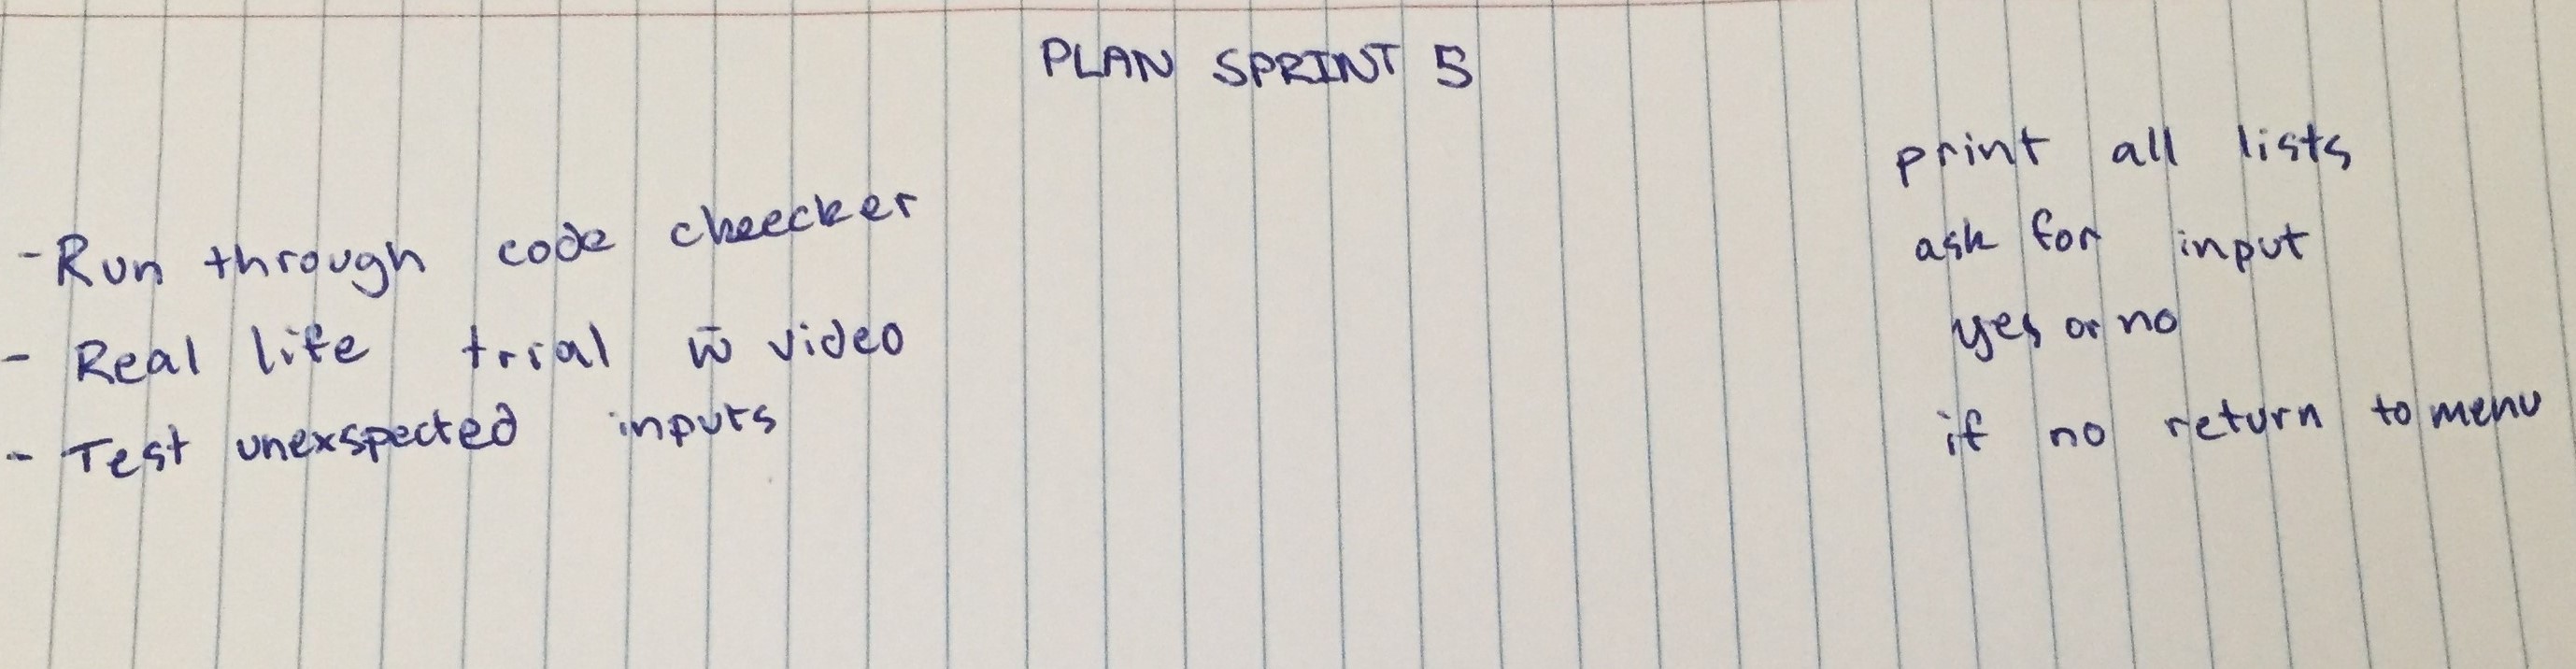 PLAN SPRINT 5
- Run through code cheecker
- Real life trial w̄ video
- Test unexspected inputs
print all lists
ask for input
yes or no
if no return to menu